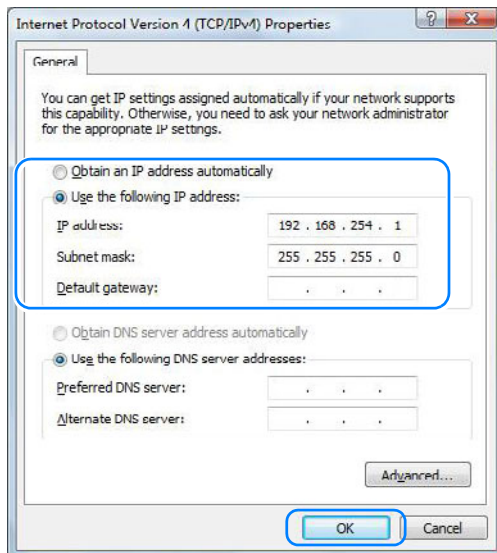 Internet Protocol Version 4 (TCP/IPv4) Properties
General
You can get IP settings assigned automatically if your network supports
this capability. Otherwise, you need to ask your network administrator
for the appropriate IP settings.
Obtain an IP address automatically
Use the following IP address:
IP address: 192 . 168 . 254 . 1
Subnet mask: 255 . 255 . 255 . 0
Default gateway: . . .
Obtain DNS server address automatically
Use the following DNS server addresses:
Preferred DNS server: . . .
Alternate DNS server: . . .
Advanced...
OK Cancel